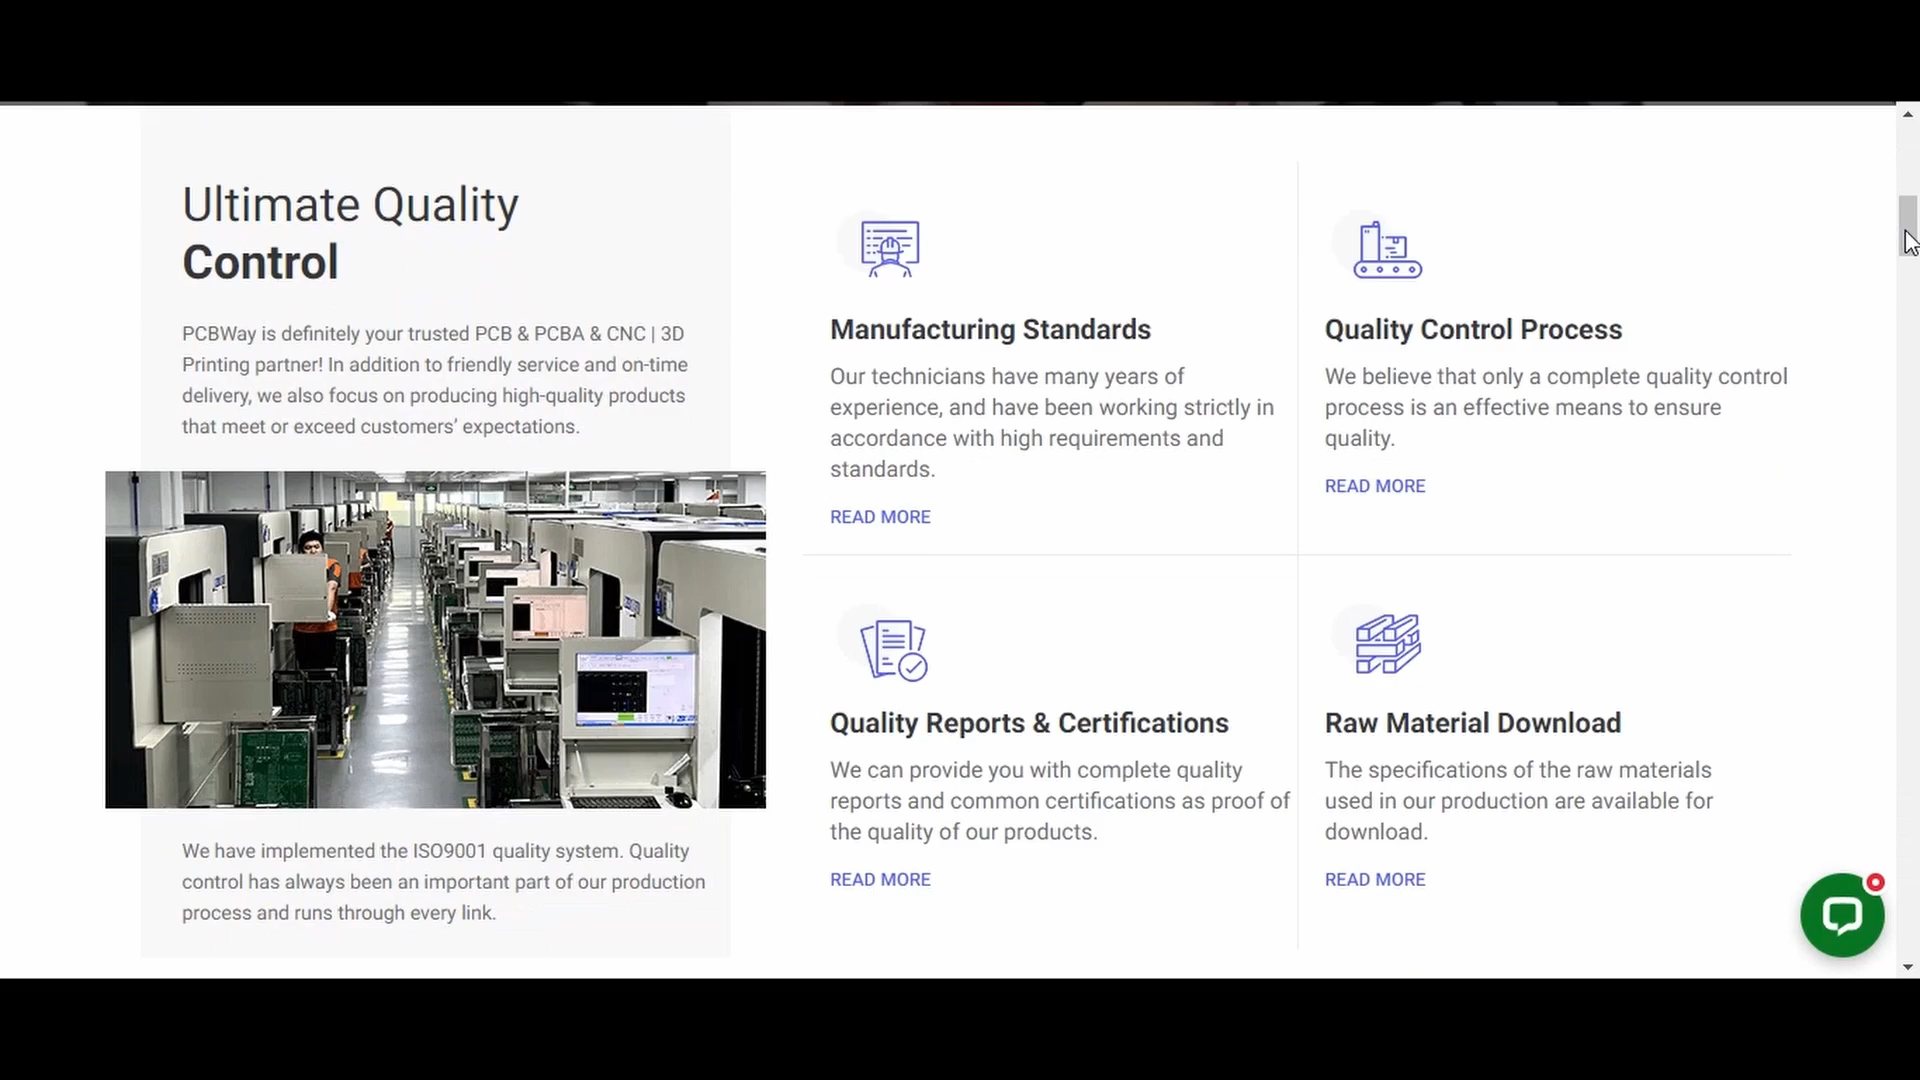 Ultimate Quality
Control
PCBWay is definitely your trusted PCB & PCBA & CNC | 3D
Printing partner! In addition to friendly service and on-time
delivery, we also focus on producing high-quality products
that meet or exceed customers’ expectations.
We have implemented the ISO9001 quality system. Quality
control has always been an important part of our production
process and runs through every link.
Manufacturing Standards
Our technicians have many years of
experience, and have been working strictly in
accordance with high requirements and
standards.
READ MORE
Quality Control Process
We believe that only a complete quality control
process is an effective means to ensure
quality.
READ MORE
Quality Reports & Certifications
We can provide you with complete quality
reports and common certifications as proof of
the quality of our products.
READ MORE
Raw Material Download
The specifications of the raw materials
used in our production are available for
download.
READ MORE